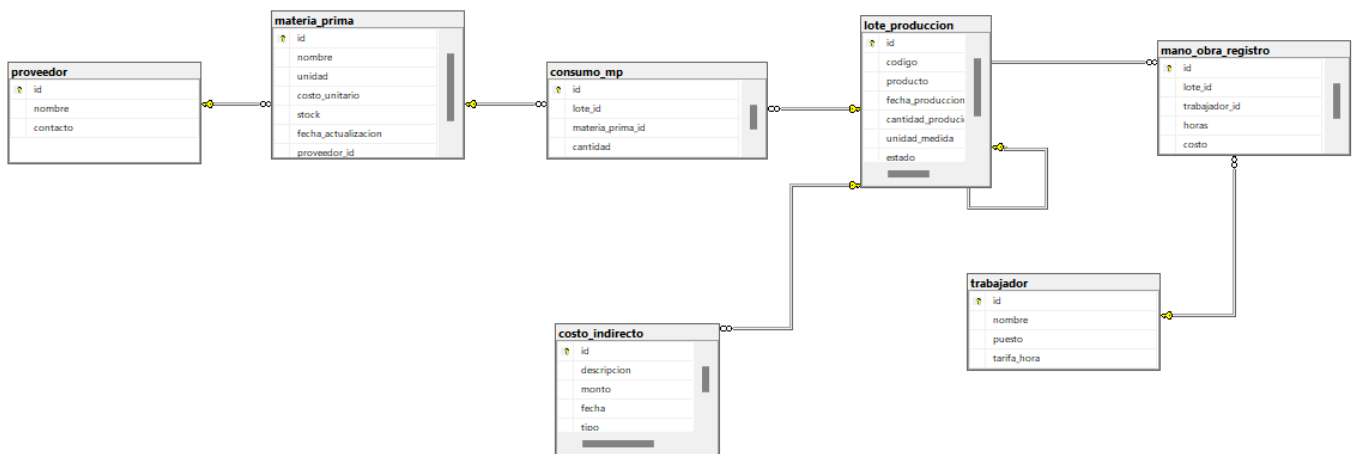 proveedor
id
nombre
contacto
materia_prima
id
nombre
unidad
costo_unitario
stock
fecha_actualizacion
proveedor_id
consumo_mp
id
lote_id
materia_prima_id
cantidad
lote_produccion
id
codigo
producto
fecha_produccion
cantidad_produci
unidad_medida
estado
mano_obra_registro
id
lote_id
trabajador_id
horas
costo
costo_indirecto
id
descripcion
monto
fecha
tipo
trabajador
id
nombre
puesto
tarifa_hora